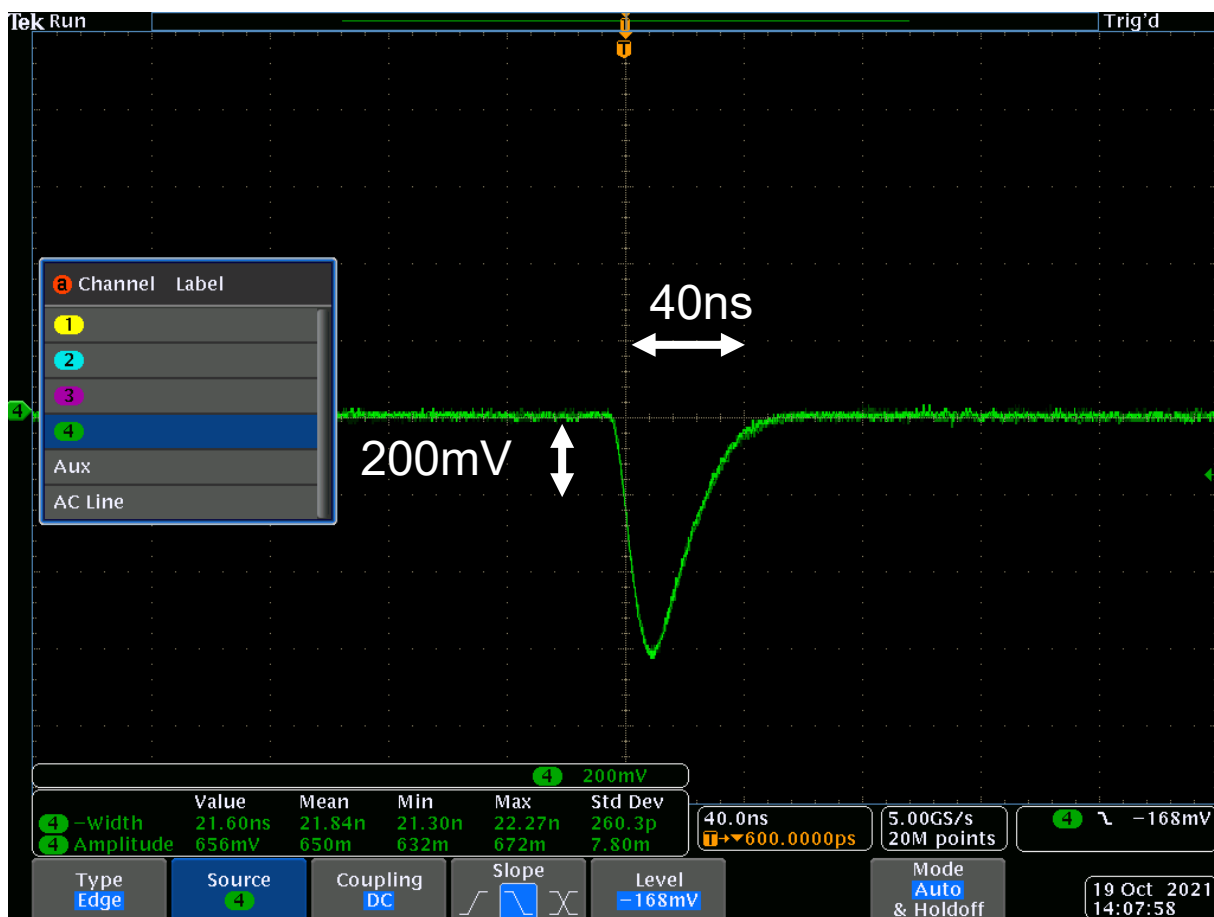 Tek Run
Trig'd
T
T
a Channel Label
1
2
3
4
Aux
AC Line
4
40ns
200mV
4 200mV
Value Mean Min Max Std Dev
4 -Width 21.60ns 21.84n 21.30n 22.27n 260.3p
4 Amplitude 656mV 650m 632m 672m 7.80m
40.0ns
T→▼600.0000ps
5.00GS/s
20M points
4 -168mV
Type
Edge
Source
4
Coupling
DC
Slope
Level
-168mV
Mode
Auto
& Holdoff
19 Oct 2021
14:07:58